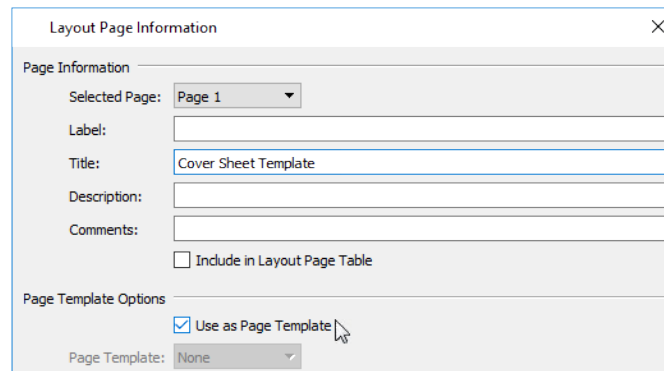 Layout Page Information
Page Information
Selected Page: Page 1
Label:
Title: Cover Sheet Template
Description:
Comments:
Include in Layout Page Table
Page Template Options
Use as Page Template
Page Template: None